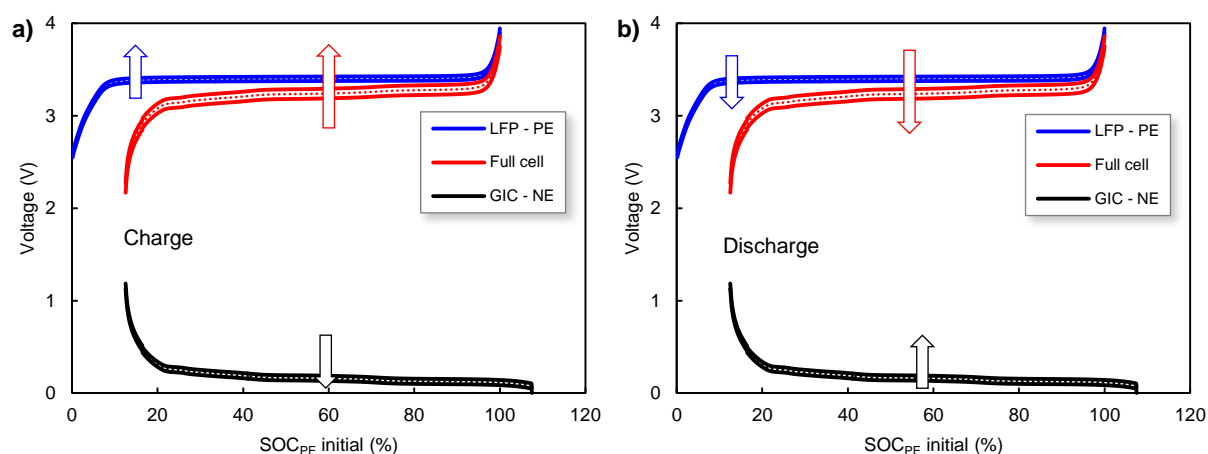 a)
4
3
2
1
0
Voltage (V)
LFP - PE
Full cell
GIC - NE
Charge
0 20 40 60 80 100 120
SOCPE initial (%)
b)
4
3
2
1
0
Voltage (V)
LFP - PE
Full cell
GIC - NE
Discharge
0 20 40 60 80 100 120
SOCPE initial (%)